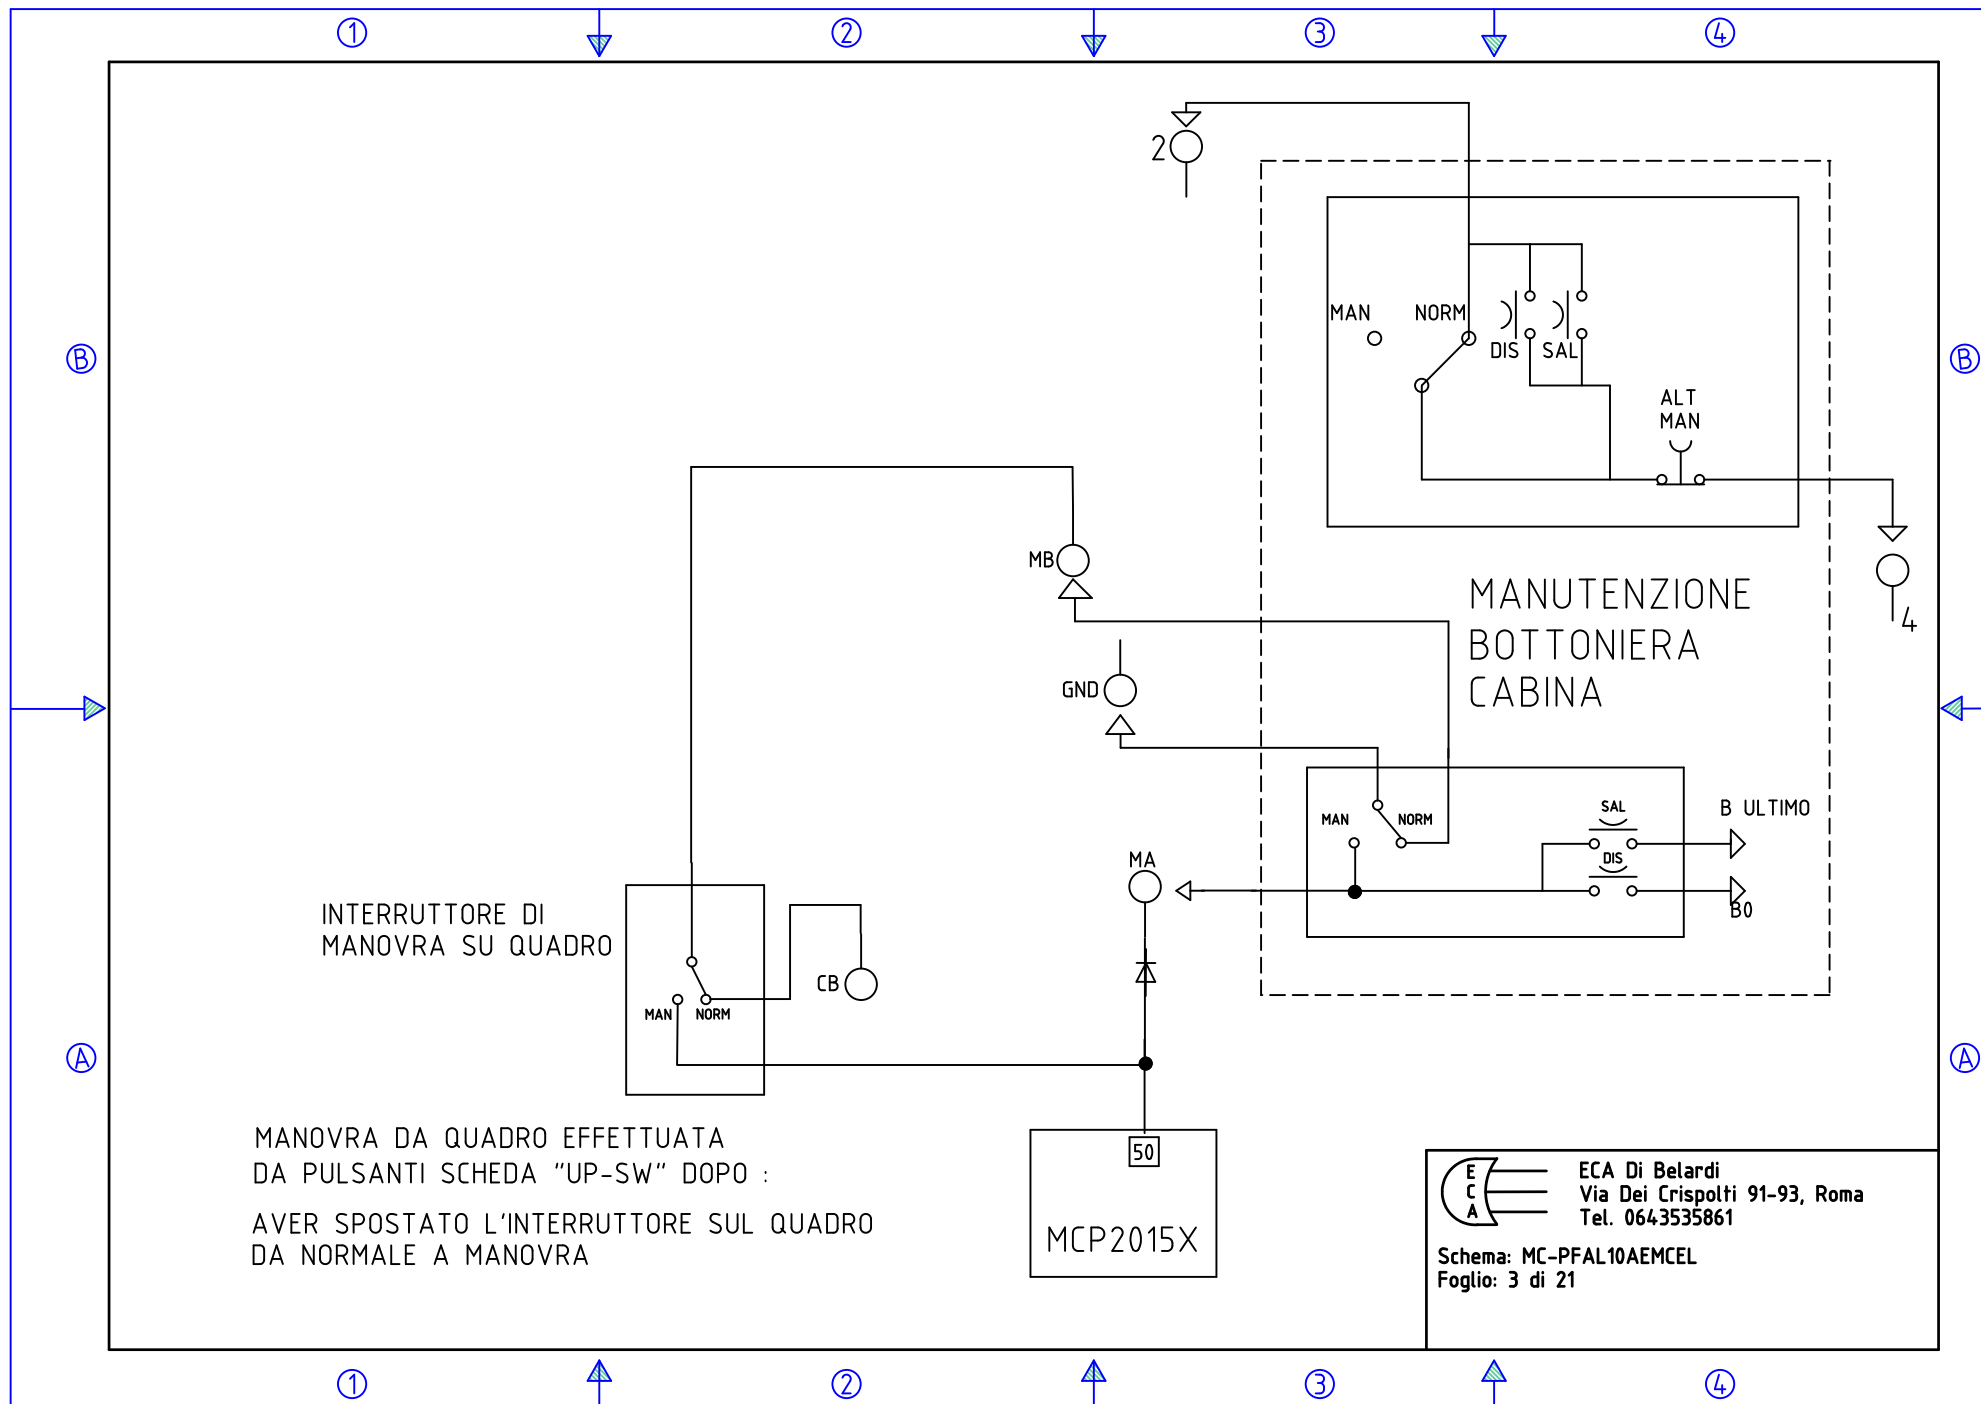 1 2 3 4
2
MAN NORM
DIS SAL
B B
ALT
MAN
MB
MANUTENZIONE
BOTTONIERA
CABINA
4
GND
SAL
B ULTIMO
MAN NORM
DIS
MA
B0
INTERRUTTORE DI
MANOVRA SU QUADRO
CB
MAN NORM
A A
MANOVRA DA QUADRO EFFETTUATA
DA PULSANTI SCHEDA "UP-SW" DOPO :
AVER SPOSTATO L'INTERRUTTORE SUL QUADRO
DA NORMALE A MANOVRA
50
MCP2015X
E
C
A
ECA Di Belardi
Via Dei Crispolti 91-93, Roma
Tel. 0643535861
Schema: MC-PFAL10AEMCEL
Foglio: 3 di 21
1 2 3 4